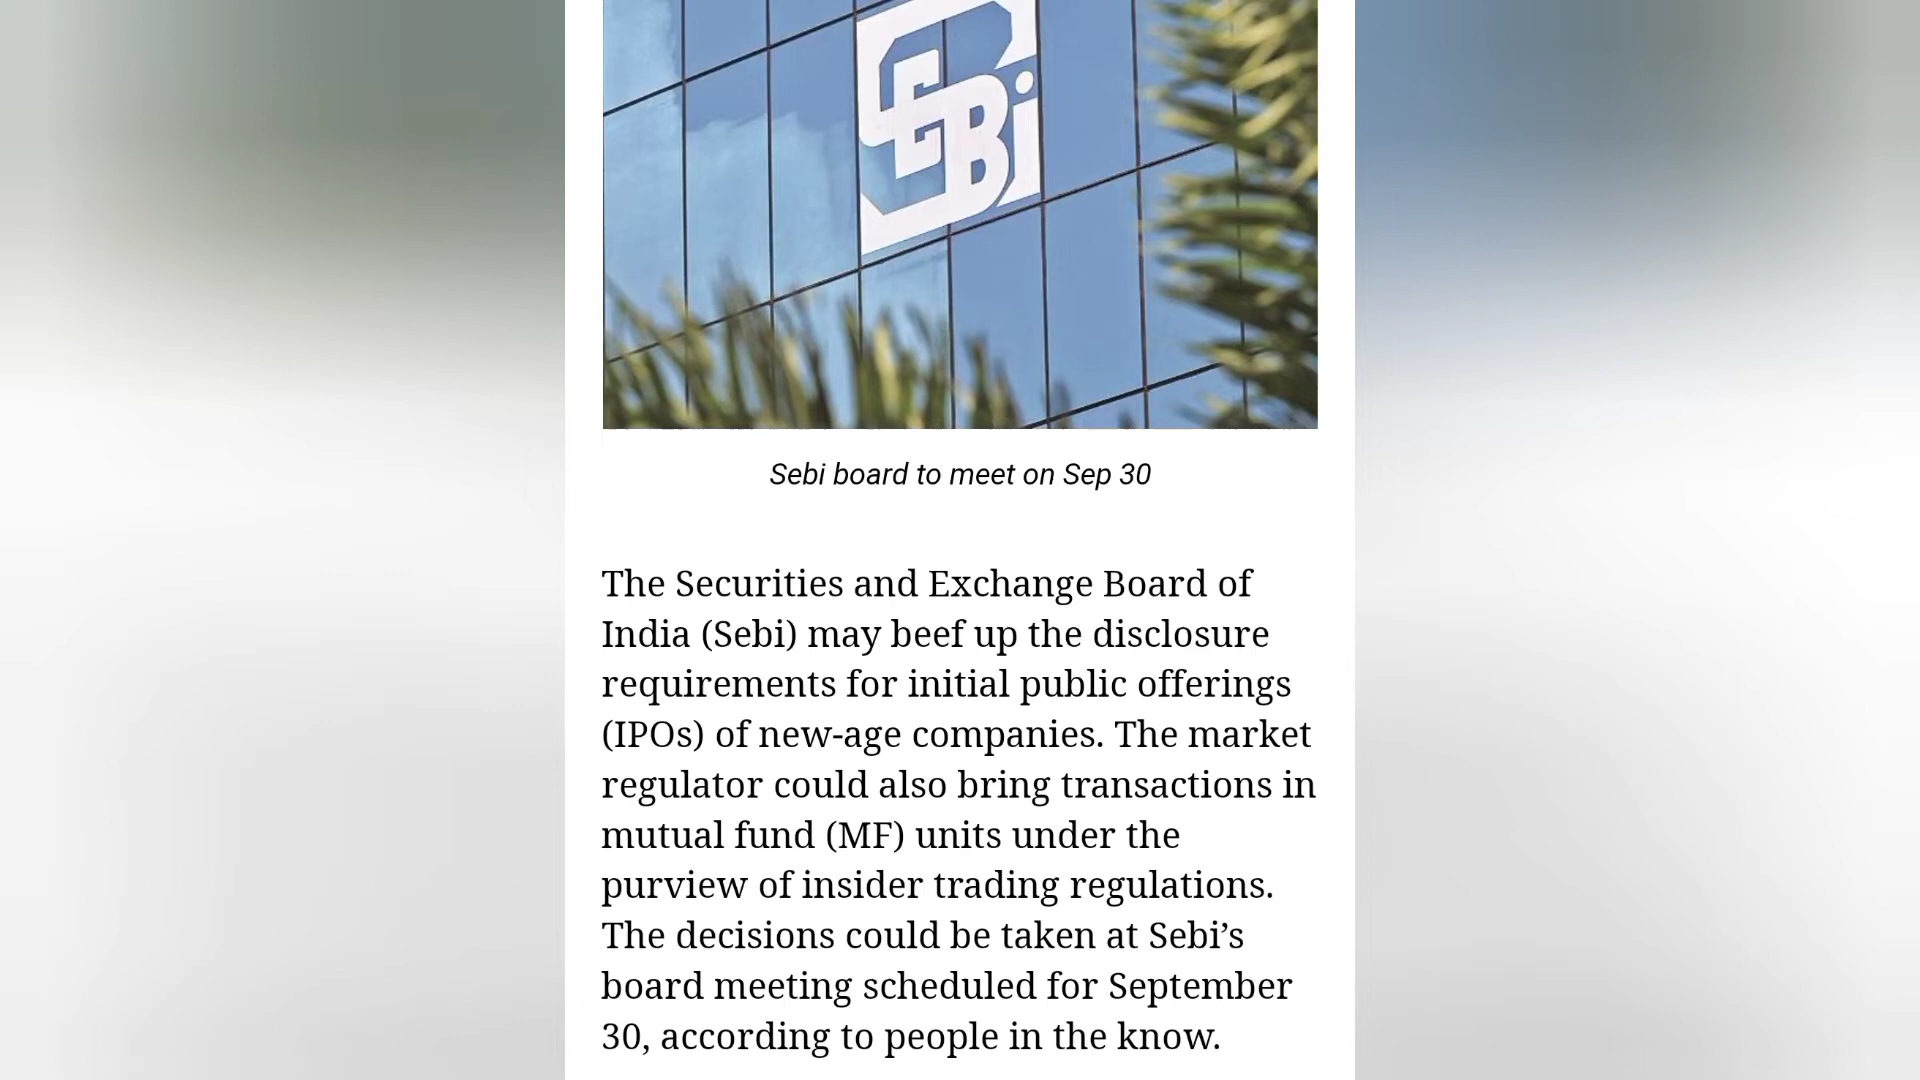 SEBi
Sebi board to meet on Sep 30
The Securities and Exchange Board of
India (Sebi) may beef up the disclosure
requirements for initial public offerings
(IPOs) of new-age companies. The market
regulator could also bring transactions in
mutual fund (MF) units under the
purview of insider trading regulations.
The decisions could be taken at Sebi’s
board meeting scheduled for September
30, according to people in the know.